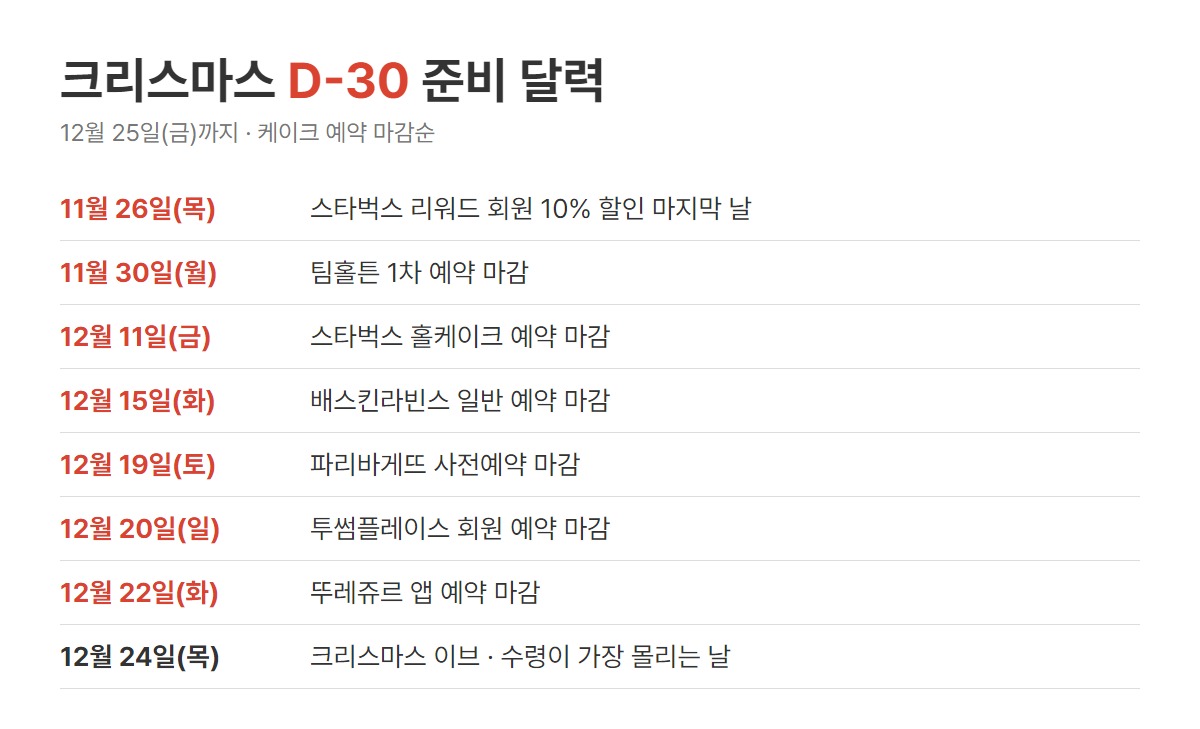 크리스마스 D-30 준비 달력
12월 25일(금)까지 · 케이크 예약 마감순
11월 26일(목) 스타벅스 리워드 회원 10% 할인 마지막 날
11월 30일(월) 팀홀튼 1차 예약 마감
12월 11일(금) 스타벅스 홀케이크 예약 마감
12월 15일(화) 배스킨라빈스 일반 예약 마감
12월 19일(토) 파리바게뜨 사전예약 마감
12월 20일(일) 투썸플레이스 회원 예약 마감
12월 22일(화) 뚜레쥬르 앱 예약 마감
12월 24일(목) 크리스마스 이브 · 수령이 가장 몰리는 날